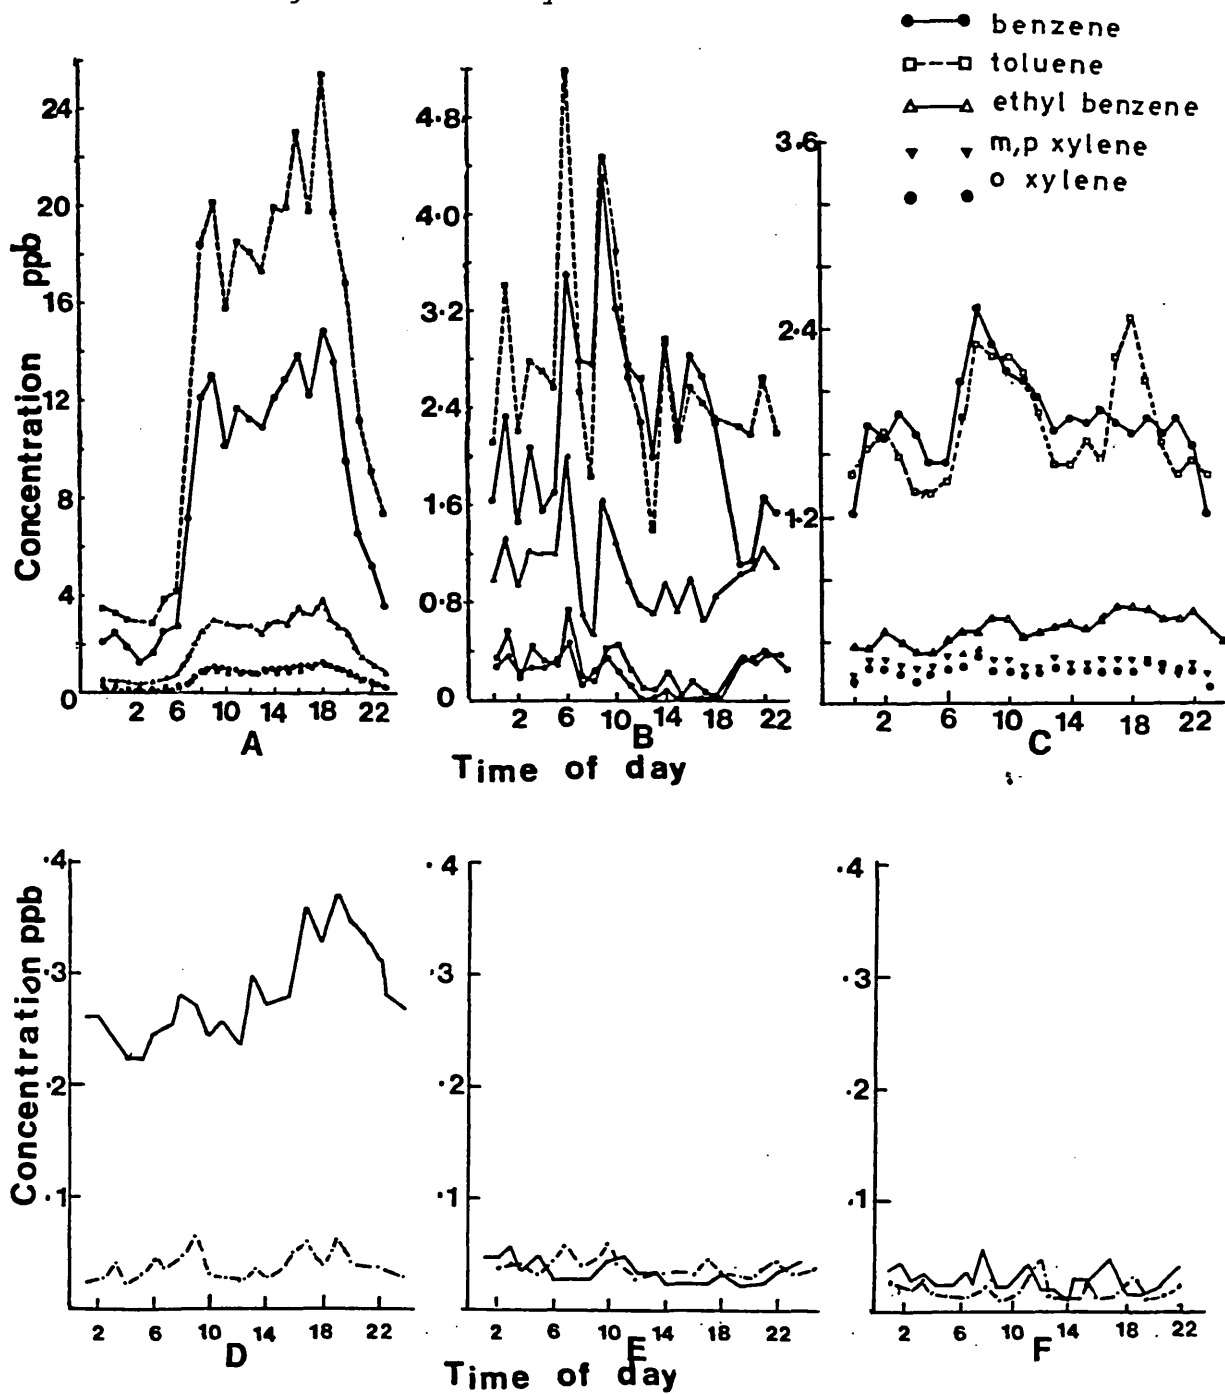 benzene
toluene
ethyl benzene
m,p xylene
o xylene
Concentration ppb
24
20
16
12
8
4
0
2 6 10 14 18 22
A
4.8
4.0
3.2
2.4
1.6
0.8
0
2 6 10 14 18 22
B
3.6
2.4
1.2
2 6 10 14 18 22
C
Time of day
Concentration ppb
.4
.3
.2
.1
2 6 10 14 18 22
D
.4
.3
.2
.1
2 6 10 14 18 22
E
.4
.3
.2
.1
2 6 10 14 18 22
F
Time of day